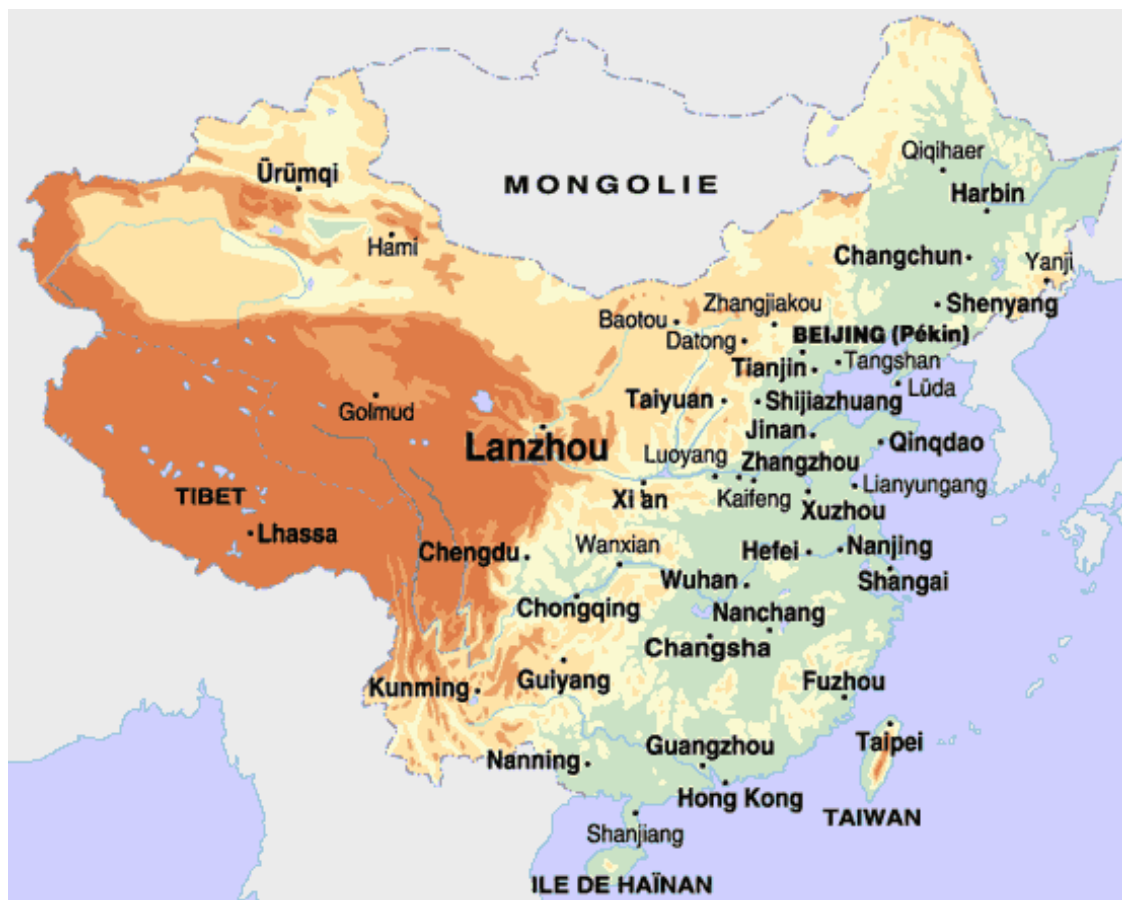 Qiqihaer
Ürümqi
MONGOLIE
Harbin
Hami
Changchun
Yanji
Zhangjiakou
Shenyang
Baotou
BEIJING (Pékin)
Datong
Tangshan
Tianjin
Lüda
Golmud
Taiyuan
Shijiazhuang
Lanzhou
Jinan
Qinqdao
Luoyang
Zhangzhou
TIBET
Xi an
Kaifeng
Lianyungang
Xuzhou
Lhassa
Chengdu
Wanxian
Hefei
Nanjing
Wuhan
Shangai
Chongqing
Nanchang
Changsha
Kunming
Guiyang
Fuzhou
Guangzhou
Taipei
Nanning
Hong Kong
TAIWAN
Shanjiang
ILE DE HAÏNAN